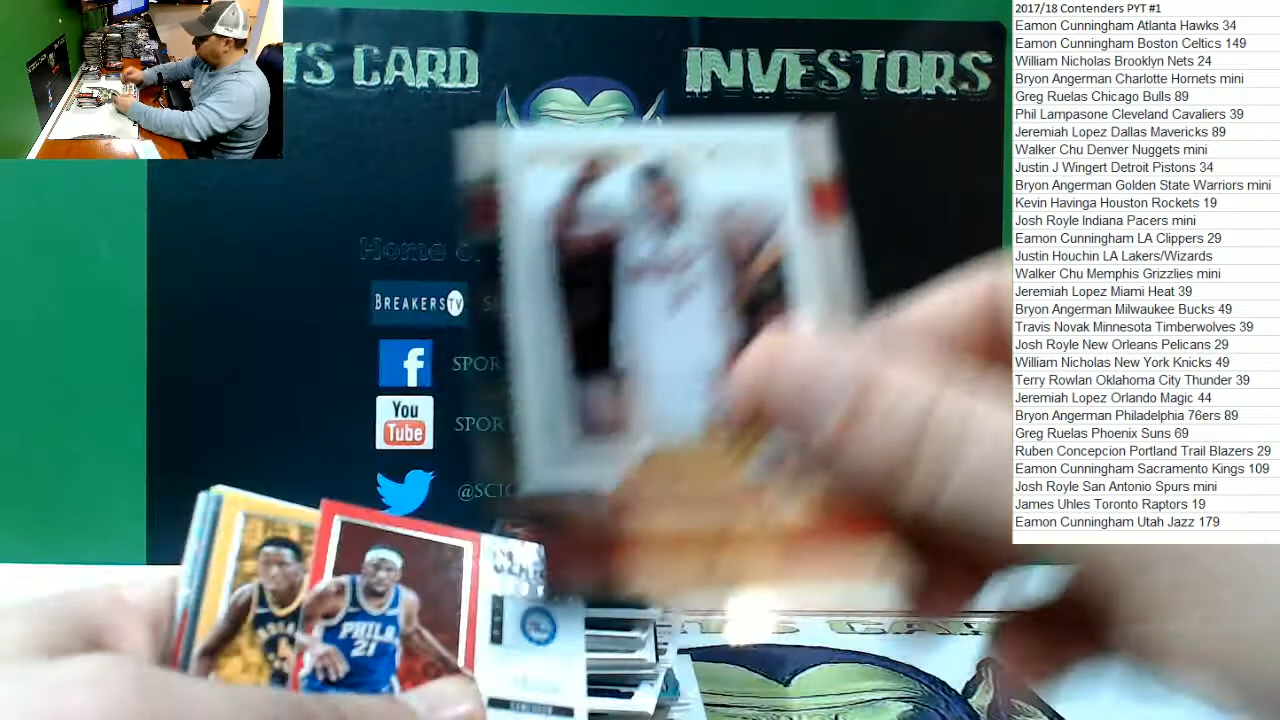 TS CARD INVESTORS
Home o
BREAKERSTV
f SPOR
You
Tube SPOR
@SCI
PHILA
21
TS CA
2017/18 Contenders PYT #1
Eamon Cunningham Atlanta Hawks 34
Eamon Cunningham Boston Celtics 149
William Nicholas Brooklyn Nets 24
Bryon Angerman Charlotte Hornets mini
Greg Ruelas Chicago Bulls 89
Phil Lampasone Cleveland Cavaliers 39
Jeremiah Lopez Dallas Mavericks 89
Walker Chu Denver Nuggets mini
Justin J Wingert Detroit Pistons 34
Bryon Angerman Golden State Warriors mini
Kevin Havinga Houston Rockets 19
Josh Royle Indiana Pacers mini
Eamon Cunningham LA Clippers 29
Justin Houchin LA Lakers/Wizards
Walker Chu Memphis Grizzlies mini
Jeremiah Lopez Miami Heat 39
Bryon Angerman Milwaukee Bucks 49
Travis Novak Minnesota Timberwolves 39
Josh Royle New Orleans Pelicans 29
William Nicholas New York Knicks 49
Terry Rowlan Oklahoma City Thunder 39
Jeremiah Lopez Orlando Magic 44
Bryon Angerman Philadelphia 76ers 89
Greg Ruelas Phoenix Suns 69
Ruben Concepcion Portland Trail Blazers 29
Eamon Cunningham Sacramento Kings 109
Josh Royle San Antonio Spurs mini
James Uhles Toronto Raptors 19
Eamon Cunningham Utah Jazz 179